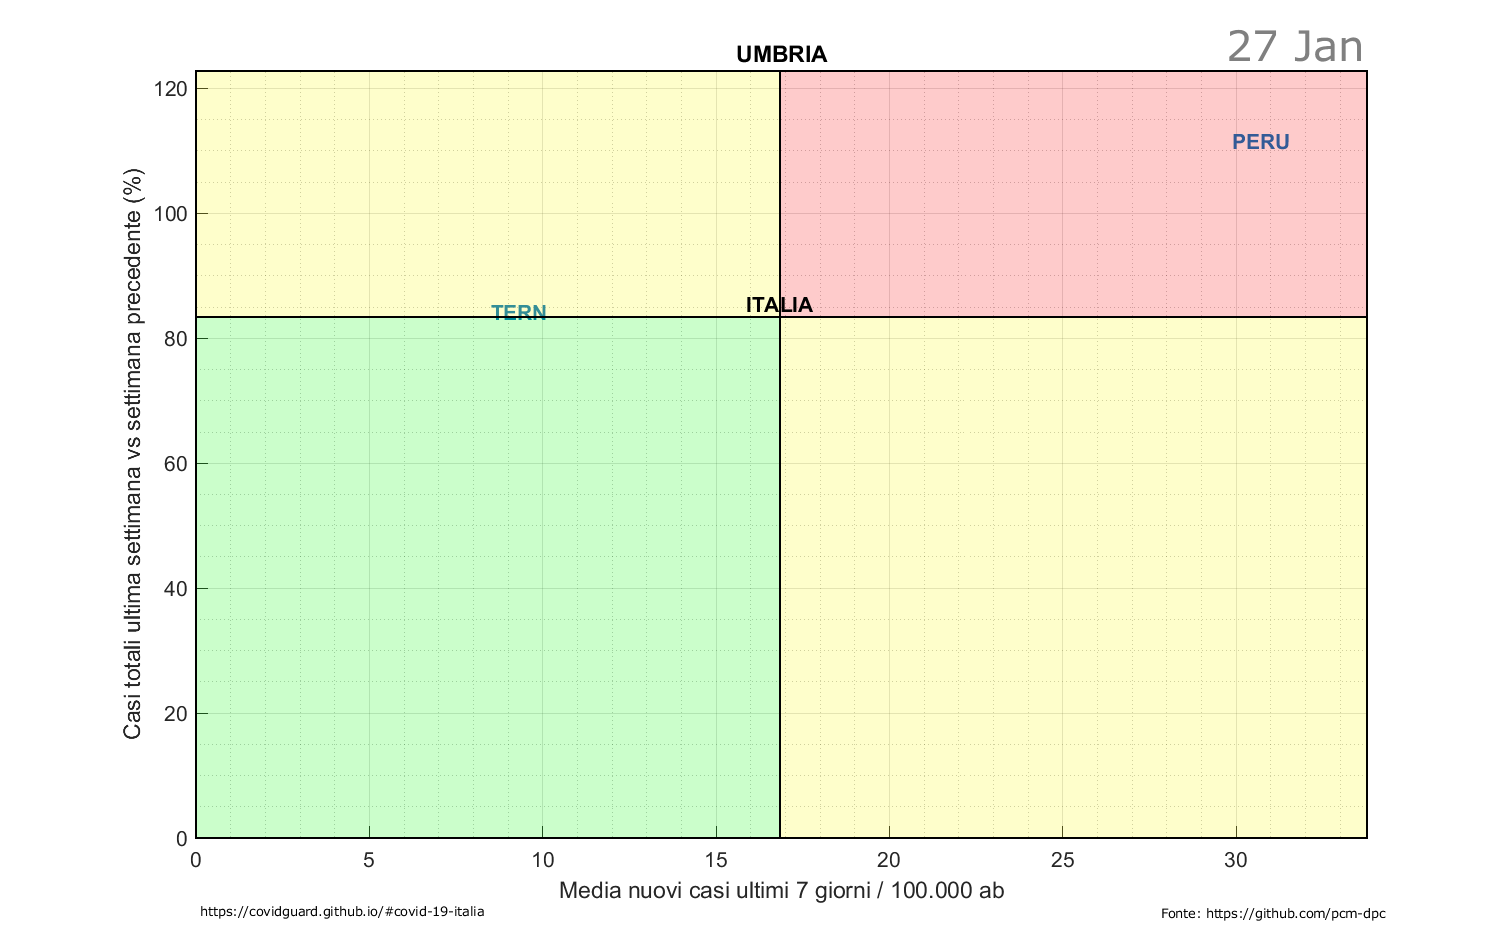 27 Jan
UMBRIA
120
100
80
60
40
20
0
Casi totali ultima settimana vs settimana precedente (%)
PERU
ITALIA
TERN
0 5 10 15 20 25 30
Media nuovi casi ultimi 7 giorni / 100.000 ab
https://covidguard.github.io/#covid-19-italia
Fonte: https://github.com/pcm-dpc